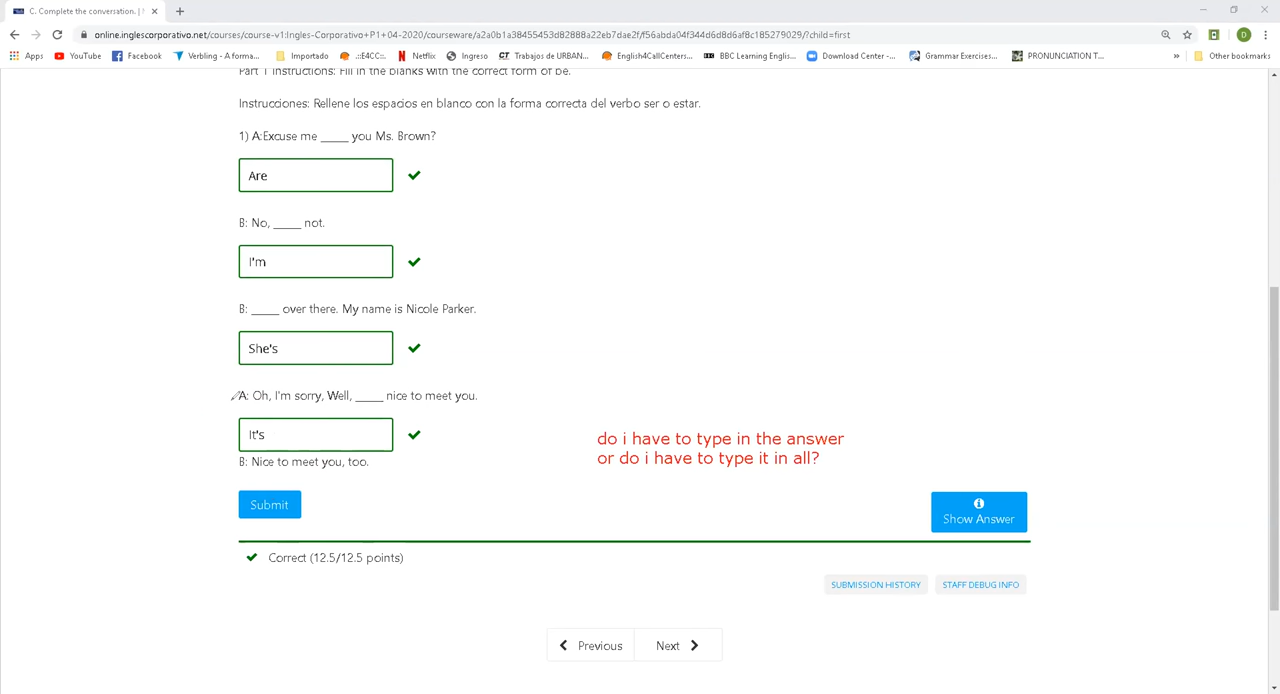 C. Complete the conversation. |
online.inglescorporativo.net/courses/course-v1:Ingles-Corporativo+P1+04-2020/courseware/a2a0b1a38455453d82888a22eb7dae2f/f56abda04f344d6d8d6af8c185279029/?child=first
D
Apps YouTube Facebook Verbling - A forma... Importado .::E4CC::. Netflix Ingreso Trabajos de URBAN... English4CallCenters... BBC Learning Englis... Download Center -... Grammar Exercises... PRONUNCIATION T... » Other bookmarks
Part 1 Instructions: Fill in the blanks with the correct form of be.
Instrucciones: Rellene los espacios en blanco con la forma correcta del verbo ser o estar.
1) A:Excuse me _____ you Ms. Brown?
Are
B: No, _____ not.
I'm
B: _____ over there. My name is Nicole Parker.
She's
A: Oh, I'm sorry, Well, _____ nice to meet you.
It's
do i have to type in the answer
or do i have to type it in all?
B: Nice to meet you, too.
Submit
Show Answer
Correct (12.5/12.5 points)
SUBMISSION HISTORY STAFF DEBUG INFO
Previous Next